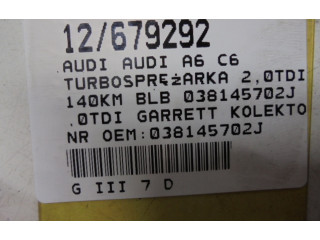 12/679292
AUDI AUDI A6 C6
TURBOSPRĘŻARKA 2,0TDI
140KM BLB 038145702J
.0TDI GARRETT KOLEKTO
NR OEM:038145702J
G III 7 D